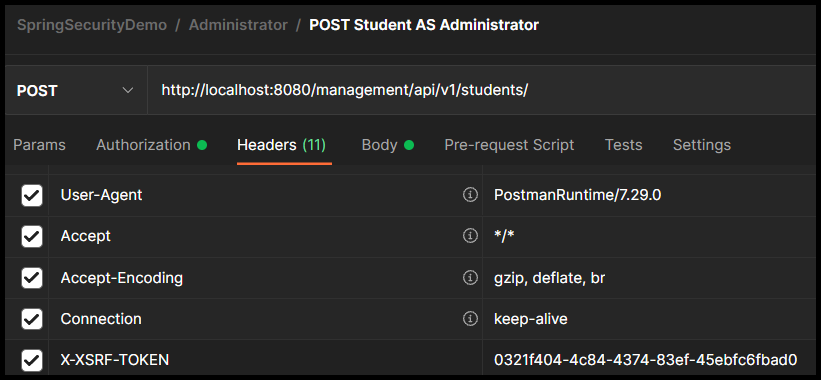 SpringSecurityDemo / Administrator / POST Student AS Administrator
POST http://localhost:8080/management/api/v1/students/
Params Authorization Headers (11) Body Pre-request Script Tests Settings
User-Agent PostmanRuntime/7.29.0
Accept */*
Accept-Encoding gzip, deflate, br
Connection keep-alive
X-XSRF-TOKEN 0321f404-4c84-4374-83ef-45ebfc6fbad0